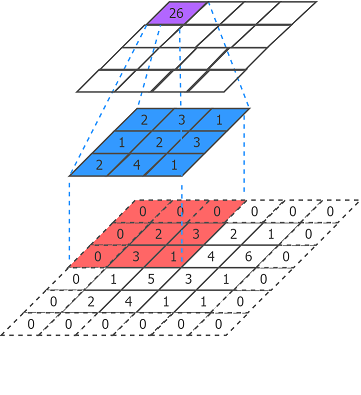 26
2 3 1
1 2 3
2 4 1
0 0 0 0 0 0
0 2 3 2 1 0
0 3 1 4 6 0
0 1 5 3 1 0
0 2 4 1 1 0
0 0 0 0 0 0